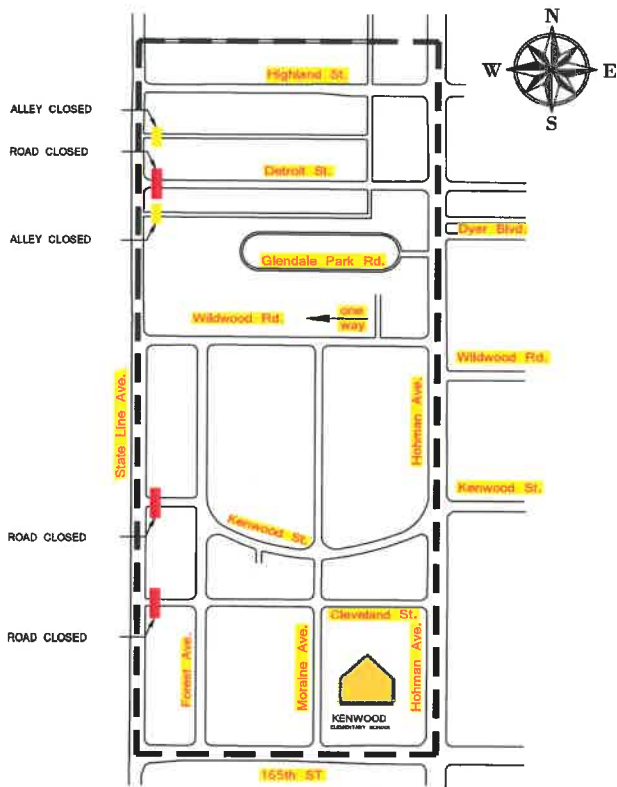 N
W E
S
Highland St.
ALLEY CLOSED
ROAD CLOSED
Detroit St.
ALLEY CLOSED
Dyer Blvd.
Glendale Park Rd.
Wildwood Rd.
one
way
Wildwood Rd.
State Line Ave.
Hohman Ave.
Kenwood St.
Kenwood St.
ROAD CLOSED
Cleveland St.
ROAD CLOSED
Forest Ave.
Moraine Ave.
Hohman Ave.
KENWOOD
ELEMENTARY SCHOOL
165th ST.